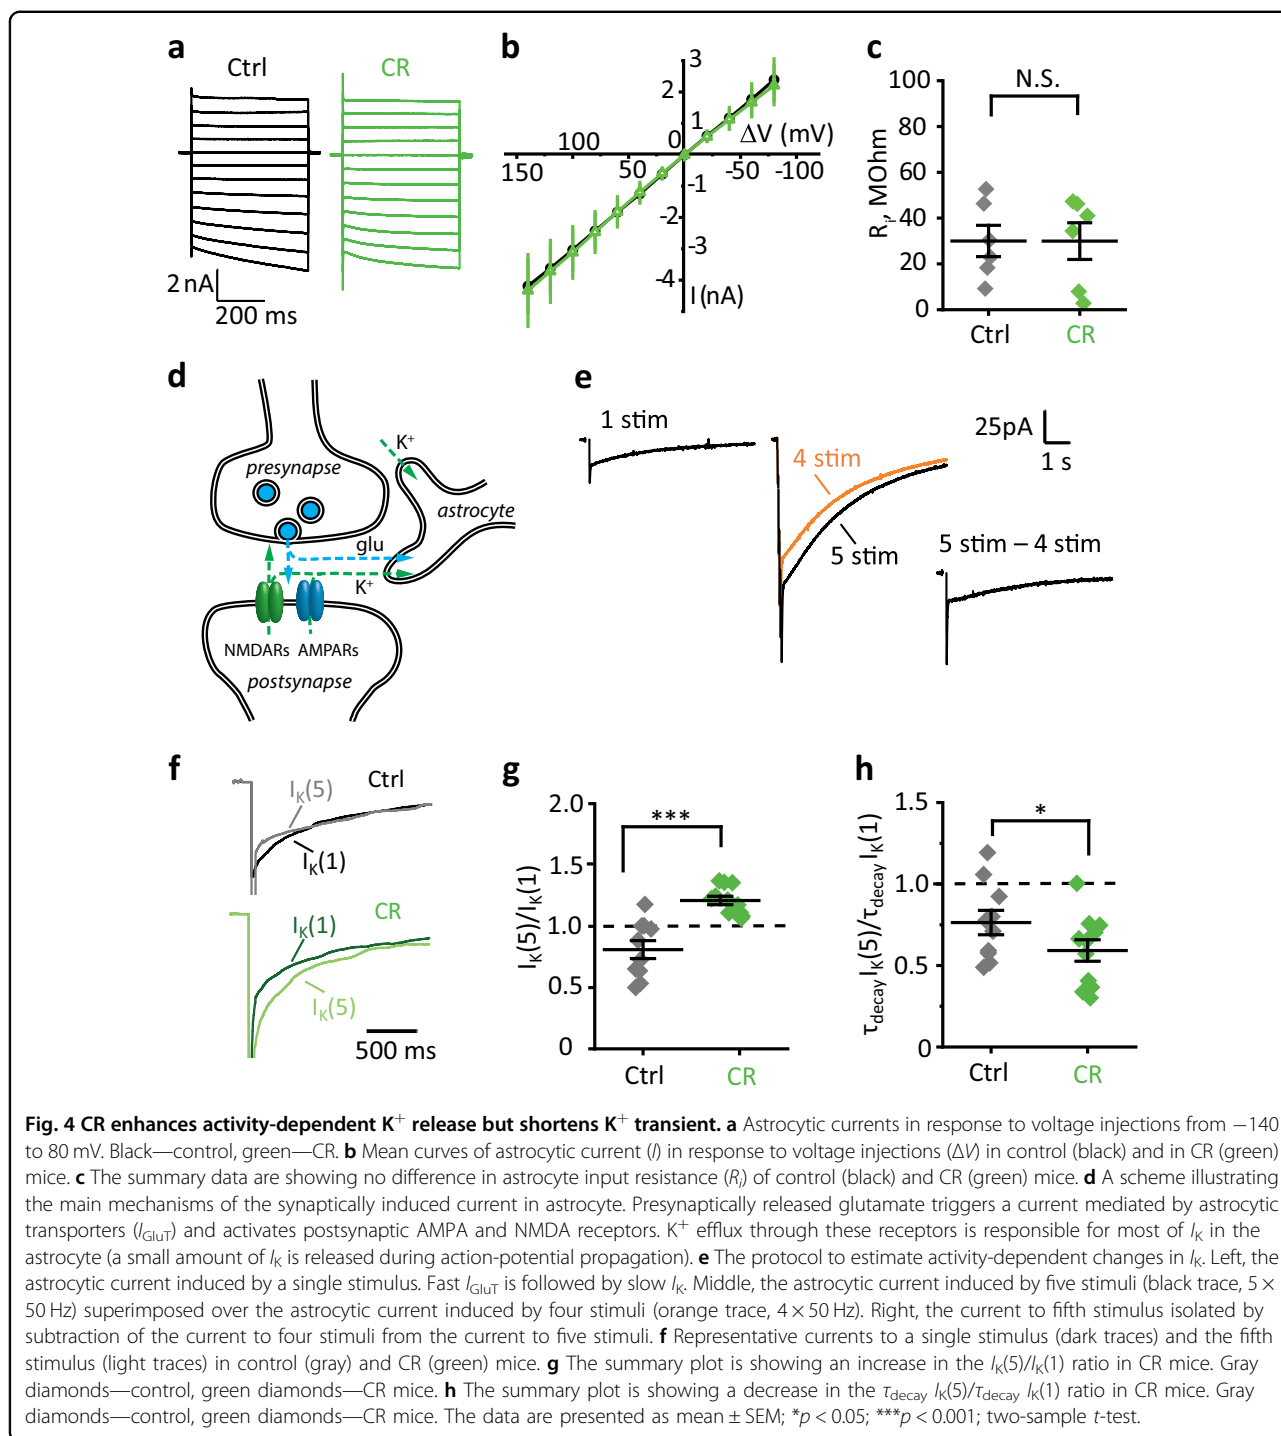 a
Ctrl
CR
2 nA
200 ms
b
3
2
1
0
ΔV (mV)
100
150
50
-50
-100
-1
-2
-3
-4
I (nA)
c
N.S.
100
80
60
40
20
0
Ri, MOhm
Ctrl
CR
d
K+
presynapse
astrocyte
glu
K+
NMDARs AMPARs
postsynapse
e
1 stim
25pA
1 s
4 stim
5 stim
5 stim – 4 stim
f
Ctrl
IK(5)
IK(1)
CR
IK(1)
IK(5)
500 ms
g
2.0
1.5
1.0
0.5
0
***
IK(5)/IK(1)
Ctrl
CR
h
1.5
1.0
0.5
0
*
τdecay IK(5)/τdecay IK(1)
Ctrl
CR
Fig. 4 CR enhances activity-dependent K+ release but shortens K+ transient. a Astrocytic currents in response to voltage injections from −140
to 80 mV. Black—control, green—CR. b Mean curves of astrocytic current (I) in response to voltage injections (ΔV) in control (black) and in CR (green)
mice. c The summary data are showing no difference in astrocyte input resistance (Ri) of control (black) and CR (green) mice. d A scheme illustrating
the main mechanisms of the synaptically induced current in astrocyte. Presynaptically released glutamate triggers a current mediated by astrocytic
transporters (IGluT) and activates postsynaptic AMPA and NMDA receptors. K+ efflux through these receptors is responsible for most of IK in the
astrocyte (a small amount of IK is released during action-potential propagation). e The protocol to estimate activity-dependent changes in IK. Left, the
astrocytic current induced by a single stimulus. Fast IGluT is followed by slow IK. Middle, the astrocytic current induced by five stimuli (black trace, 5 ×
50 Hz) superimposed over the astrocytic current induced by four stimuli (orange trace, 4 × 50 Hz). Right, the current to fifth stimulus isolated by
subtraction of the current to four stimuli from the current to five stimuli. f Representative currents to a single stimulus (dark traces) and the fifth
stimulus (light traces) in control (gray) and CR (green) mice. g The summary plot is showing an increase in the IK(5)/IK(1) ratio in CR mice. Gray
diamonds—control, green diamonds—CR mice. h The summary plot is showing a decrease in the τdecay IK(5)/τdecay IK(1) ratio in CR mice. Gray
diamonds—control, green diamonds—CR mice. The data are presented as mean ± SEM; *p < 0.05; ***p < 0.001; two-sample t-test.